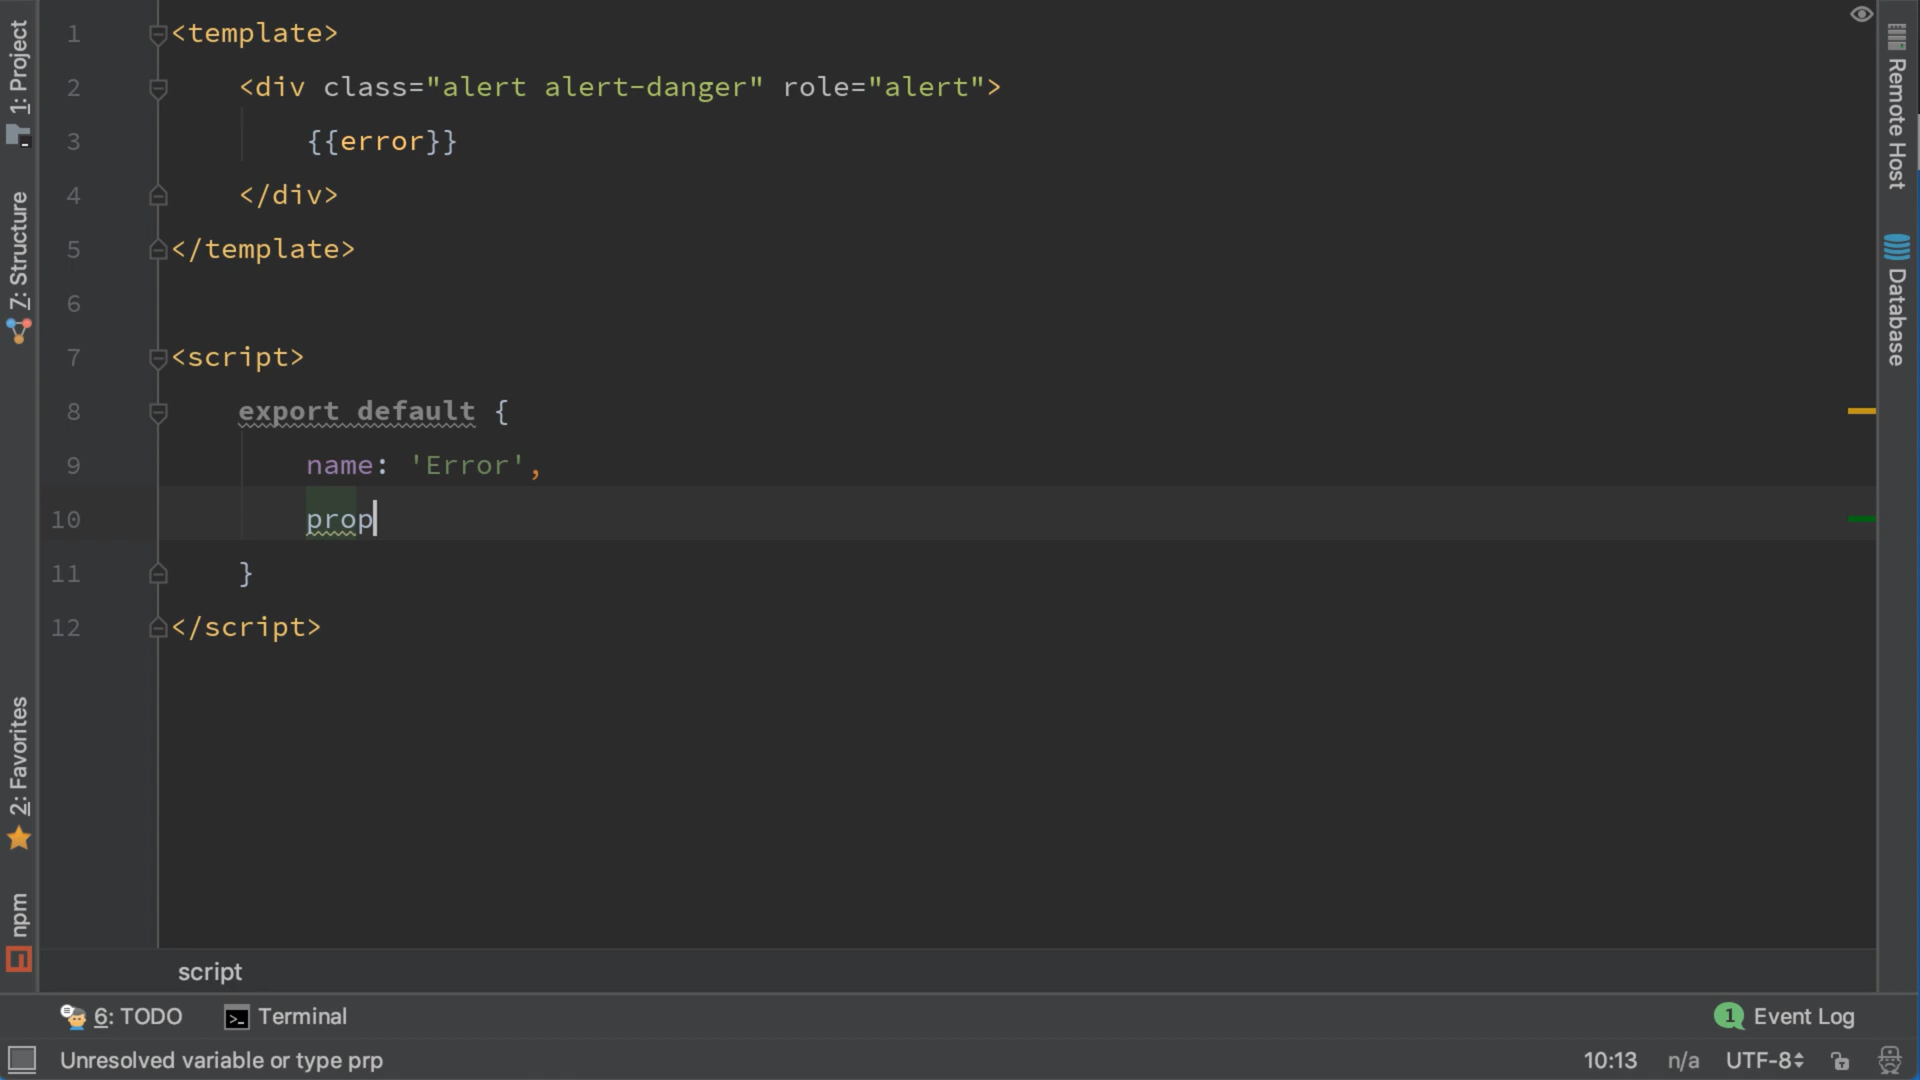 1 <template>
2 <div class="alert alert-danger" role="alert">
3 {{error}}
4 </div>
5 </template>
6
7 <script>
8 export default {
9 name: 'Error',
10 prop
11 }
12 </script>
script
1: Project
Z: Structure
2: Favorites
npm
Remote Host
Database
6: TODO
Terminal
1 Event Log
Unresolved variable or type prp
10:13 n/a UTF-8